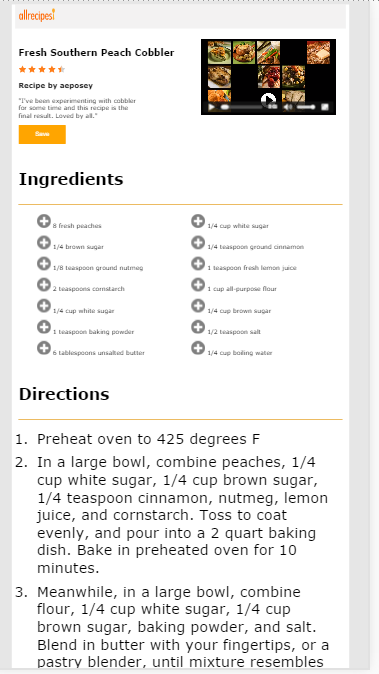 allrecipes!
Fresh Southern Peach Cobbler
Recipe by aeposey
"I've been experimenting with cobbler
for some time and this recipe is the
final result. Loved by all."
Save
Ingredients
8 fresh peaches
1/4 cup white sugar
1/4 brown sugar
1/4 teaspoon ground cinnamon
1/8 teaspoon ground nutmeg
1 teaspoon fresh lemon juice
2 teaspoons cornstarch
1 cup all-purpose flour
1/4 cup white sugar
1/4 cup brown sugar
1 teaspoon baking powder
1/2 teaspoon salt
6 tablespoons unsalted butter
1/4 cup boiling water
Directions
1. Preheat oven to 425 degrees F
2. In a large bowl, combine peaches, 1/4
cup white sugar, 1/4 cup brown sugar,
1/4 teaspoon cinnamon, nutmeg, lemon
juice, and cornstarch. Toss to coat
evenly, and pour into a 2 quart baking
dish. Bake in preheated oven for 10
minutes.
3. Meanwhile, in a large bowl, combine
flour, 1/4 cup white sugar, 1/4 cup
brown sugar, baking powder, and salt.
Blend in butter with your fingertips, or a
pastry blender, until mixture resembles